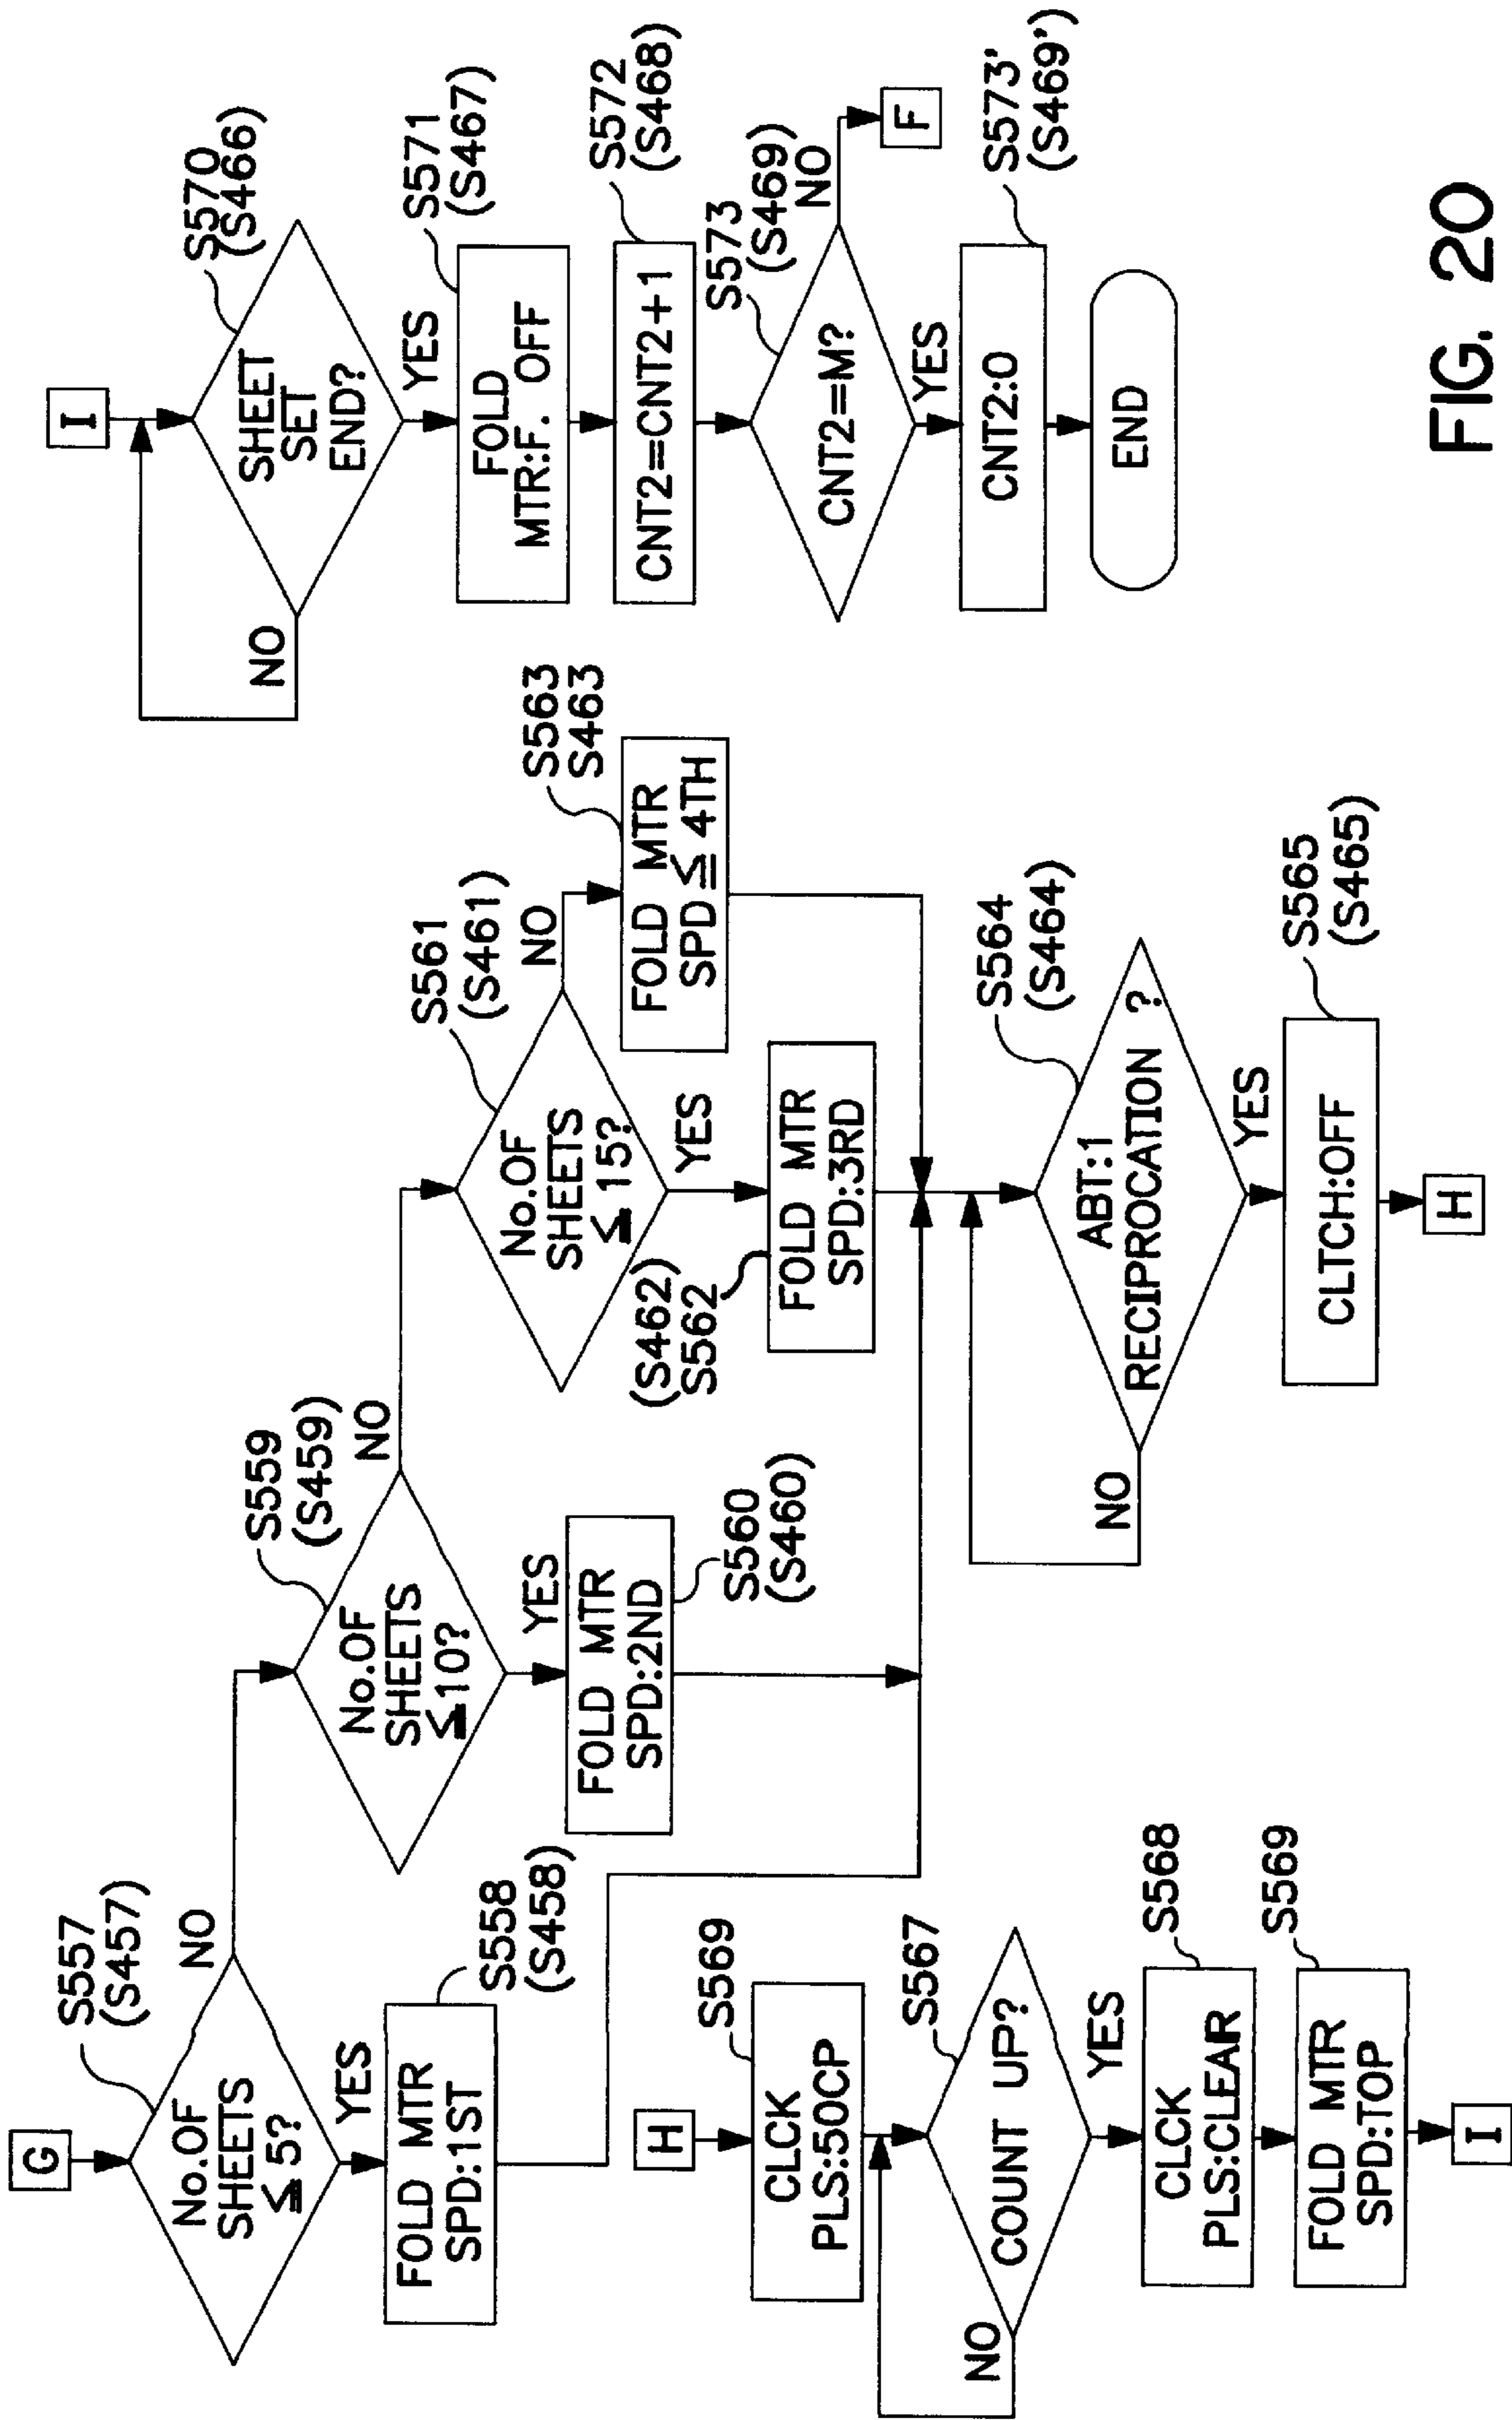 G
No.OF
SHEETS
≦ 5?
S557
(S457)
NO
YES
FOLD MTR
SPD:1ST
S558
(S458)
No.OF
SHEETS
≦10?
S559
(S459)
NO
YES
FOLD MTR
SPD:2ND
S560
(S460)
No.OF
SHEETS
≦ 15?
S561
(S461)
NO
YES
(S462)
S562
FOLD MTR
SPD:3RD
S563
S463
FOLD MTR
SPD ≦ 4TH
ABT:1
RECIPROCATION ?
S564
(S464)
NO
YES
CLTCH:OFF
S565
(S465)
H
H
CLCK
PLS:50CP
S569
COUNT UP?
S567
NO
YES
CLCK
PLS:CLEAR
S568
FOLD MTR
SPD:TOP
S569
I
I
SHEET
SET
END?
S570
(S466)
NO
YES
FOLD
MTR:F. OFF
S571
(S467)
CNT2=CNT2+1
S572
(S468)
CNT2=M?
S573
(S469)
NO
F
YES
CNT2:0
S573'
(S469')
END
FIG. 20